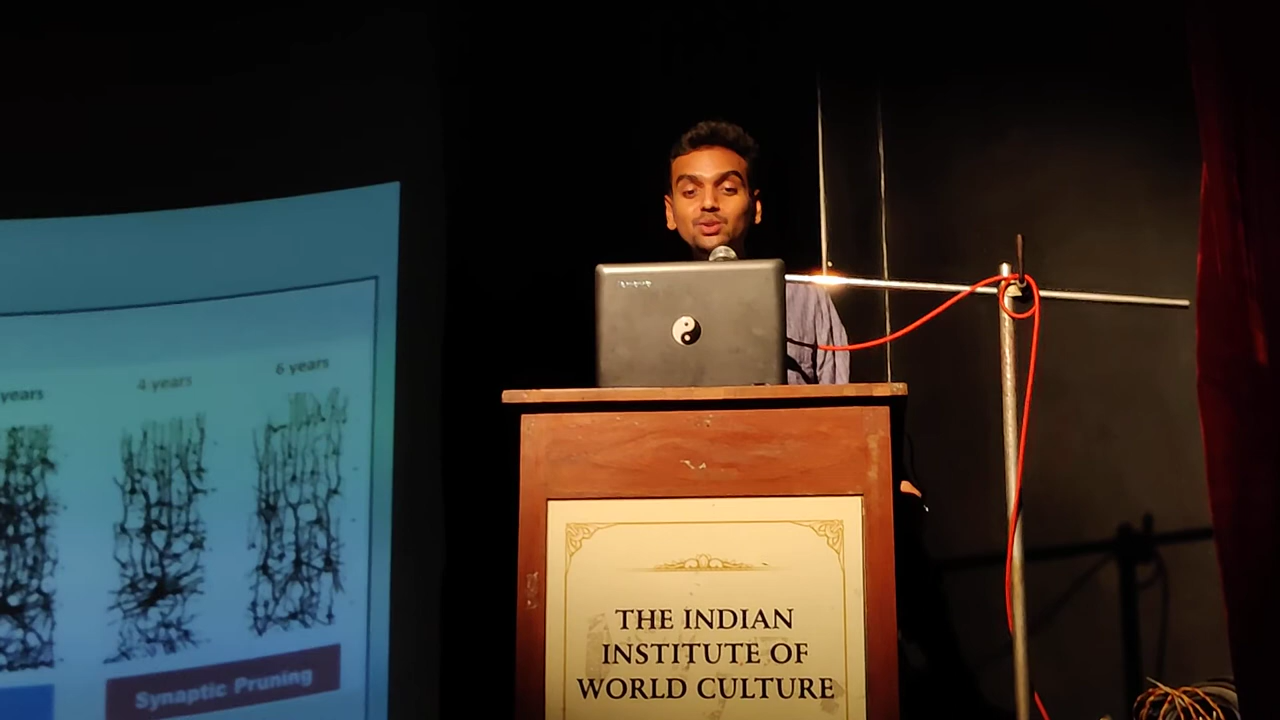 years
4 years
6 years
Synaptic Pruning
THE INDIAN
INSTITUTE OF
WORLD CULTURE